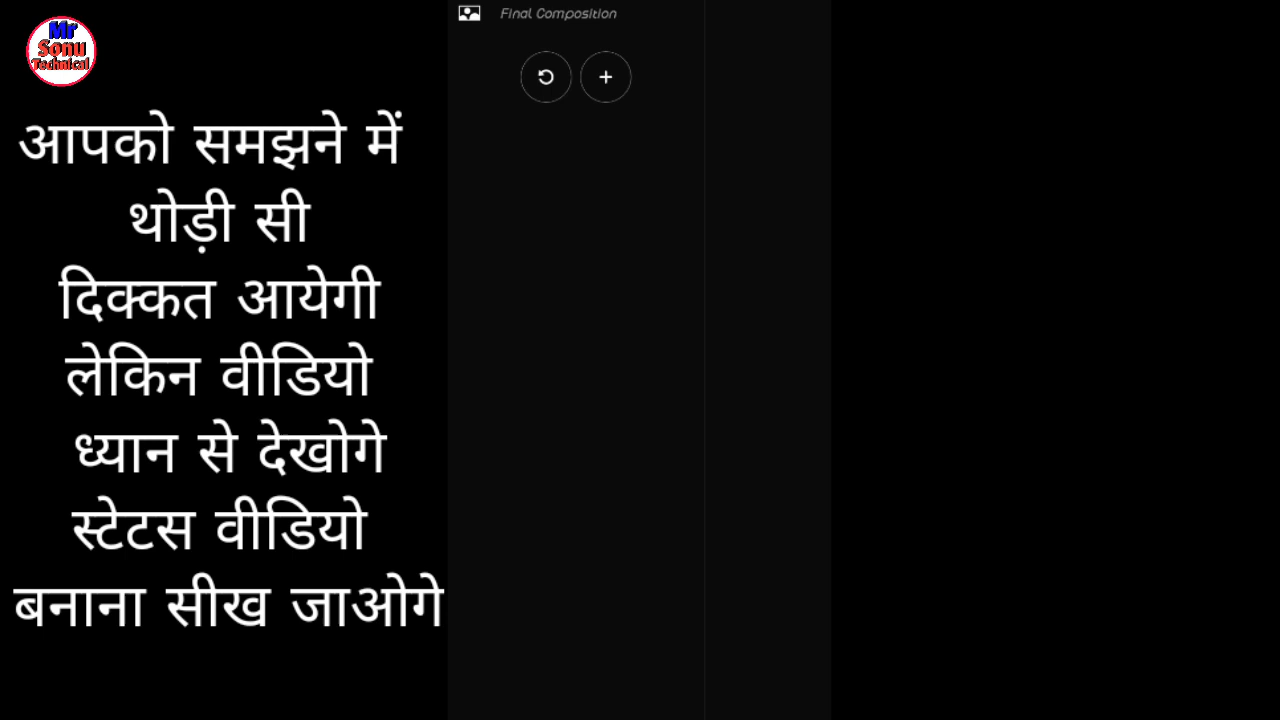 Mr
Sonu
Technical
Final Composition
आपको समझने में
थोड़ी सी
दिक्कत आयेगी
लेकिन वीडियो
ध्यान से देखोगे
स्टेटस वीडियो
बनाना सीख जाओगे